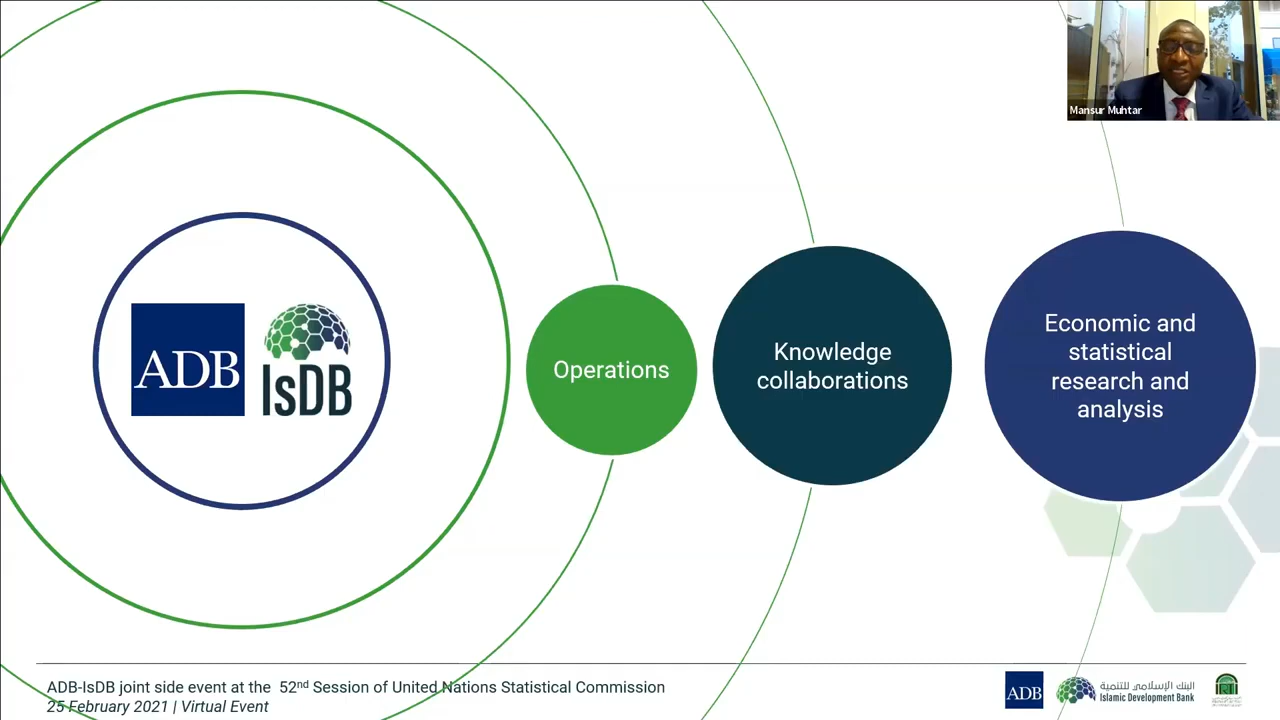 Mansur Muhtar
ADB
IsDB
Operations
Knowledge
collaborations
Economic and
statistical
research and
analysis
ADB-IsDB joint side event at the 52nd Session of United Nations Statistical Commission
25 February 2021 | Virtual Event
ADB
البنك الإسلامي للتنمية
Islamic Development Bank